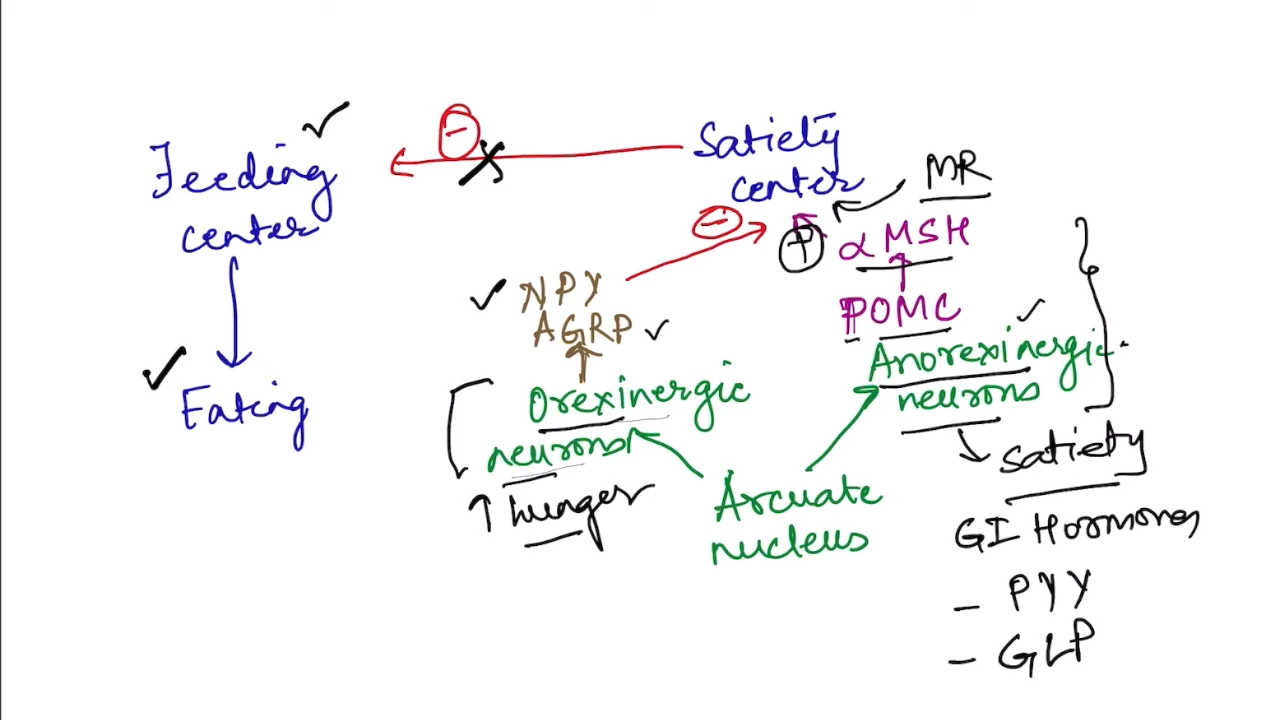 Feeding
center
Eating
Satiety
center
MR
α MSH
POMC
Anorexinergic
neurons
satiety
GI Hormones
- PYY
- GLP
NPY
AGRP
Orexinergic
neurons
↑ hunger
Arcuate
nucleus